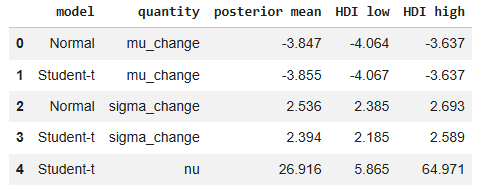 model quantity posterior mean HDI low HDI high
0 Normal mu_change -3.847 -4.064 -3.637
1 Student-t mu_change -3.855 -4.067 -3.637
2 Normal sigma_change 2.536 2.385 2.693
3 Student-t sigma_change 2.394 2.185 2.589
4 Student-t nu 26.916 5.865 64.971